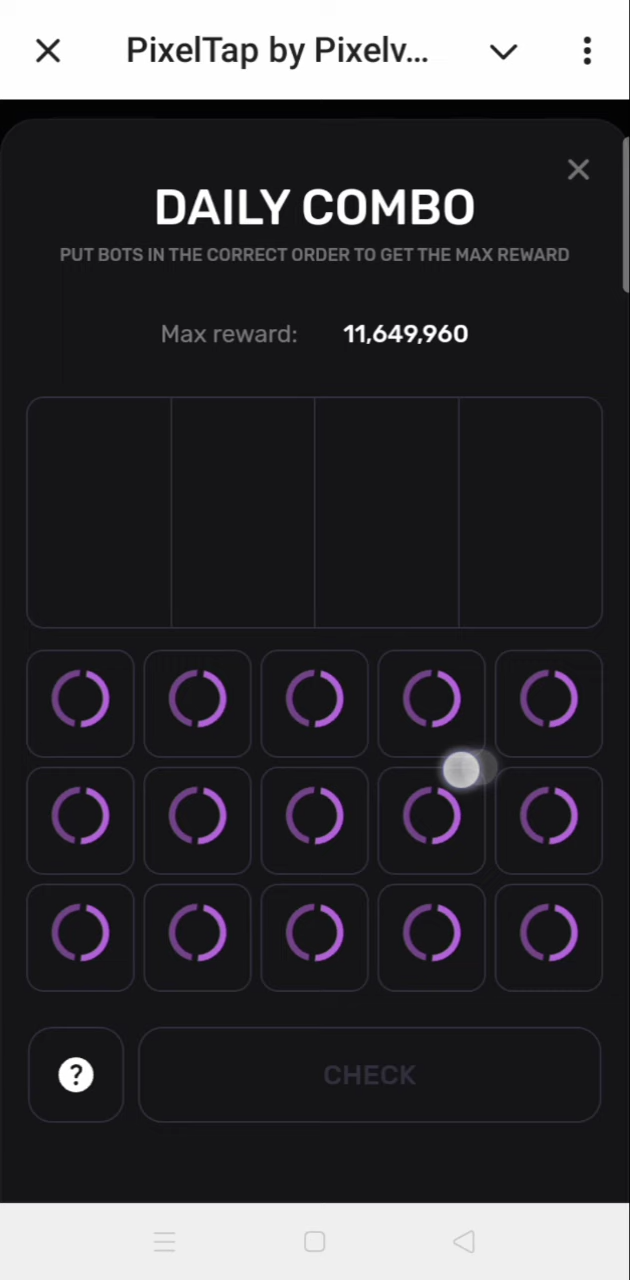 PixelTap by Pixelv...
DAILY COMBO
PUT BOTS IN THE CORRECT ORDER TO GET THE MAX REWARD
Max reward: 11,649,960
?
CHECK